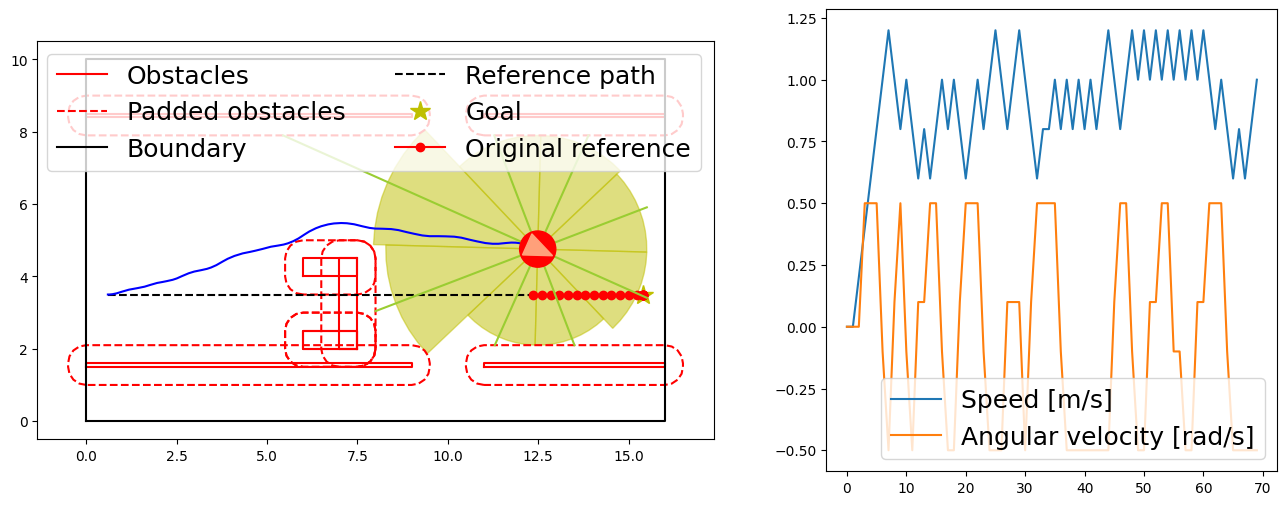 Obstacles
Padded obstacles
Boundary
Reference path
Goal
Original reference
10
8
6
4
2
0
0.0 2.5 5.0 7.5 10.0 12.5 15.0
1.25
1.00
0.75
0.50
0.25
0.00
−0.25
−0.50
Speed [m/s]
Angular velocity [rad/s]
0 10 20 30 40 50 60 70